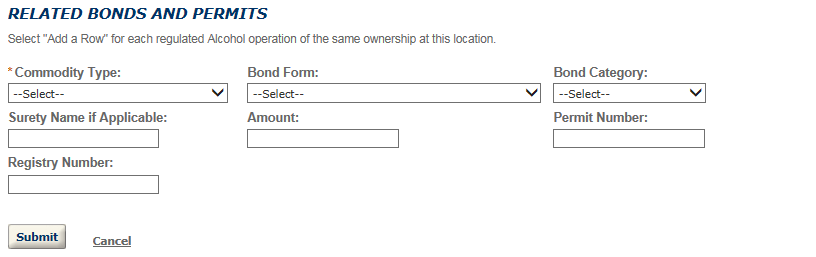 RELATED BONDS AND PERMITS
Select "Add a Row" for each regulated Alcohol operation of the same ownership at this location.
* Commodity Type: Bond Form: Bond Category:
--Select-- --Select-- --Select--
Surety Name if Applicable: Amount: Permit Number:
Registry Number:
Submit Cancel